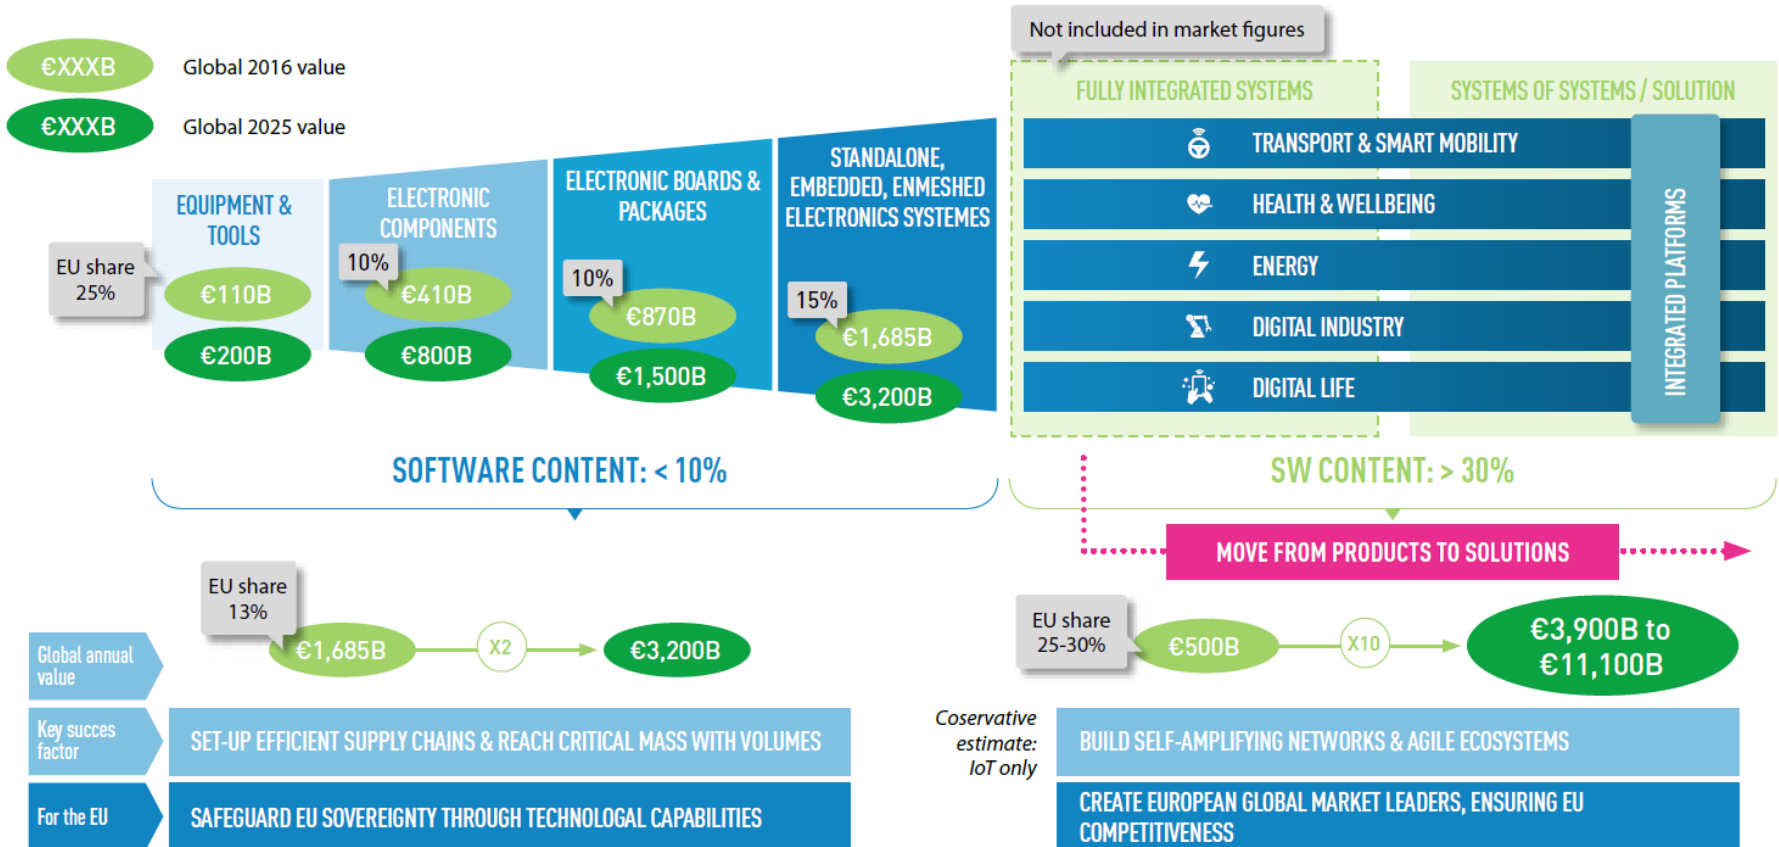 €XXXB
Global 2016 value
€XXXB
Global 2025 value
Not included in market figures
EQUIPMENT &
TOOLS
EU share
25%
€110B
€200B
ELECTRONIC
COMPONENTS
10%
€410B
€800B
ELECTRONIC BOARDS &
PACKAGES
10%
€870B
€1,500B
STANDALONE,
EMBEDDED, ENMESHED
ELECTRONICS SYSTEMES
15%
€1,685B
€3,200B
FULLY INTEGRATED SYSTEMS
SYSTEMS OF SYSTEMS / SOLUTION
TRANSPORT & SMART MOBILITY
HEALTH & WELLBEING
ENERGY
DIGITAL INDUSTRY
DIGITAL LIFE
INTEGRATED PLATFORMS
SOFTWARE CONTENT: < 10%
SW CONTENT: > 30%
MOVE FROM PRODUCTS TO SOLUTIONS
Global annual
value
EU share
13%
€1,685B
X2
€3,200B
EU share
25-30%
€500B
X10
€3,900B to
€11,100B
Key succes
factor
SET-UP EFFICIENT SUPPLY CHAINS & REACH CRITICAL MASS WITH VOLUMES
Coservative
estimate:
IoT only
BUILD SELF-AMPLIFYING NETWORKS & AGILE ECOSYSTEMS
For the EU
SAFEGUARD EU SOVEREIGNTY THROUGH TECHNOLOGAL CAPABILITIES
CREATE EUROPEAN GLOBAL MARKET LEADERS, ENSURING EU
COMPETITIVENESS